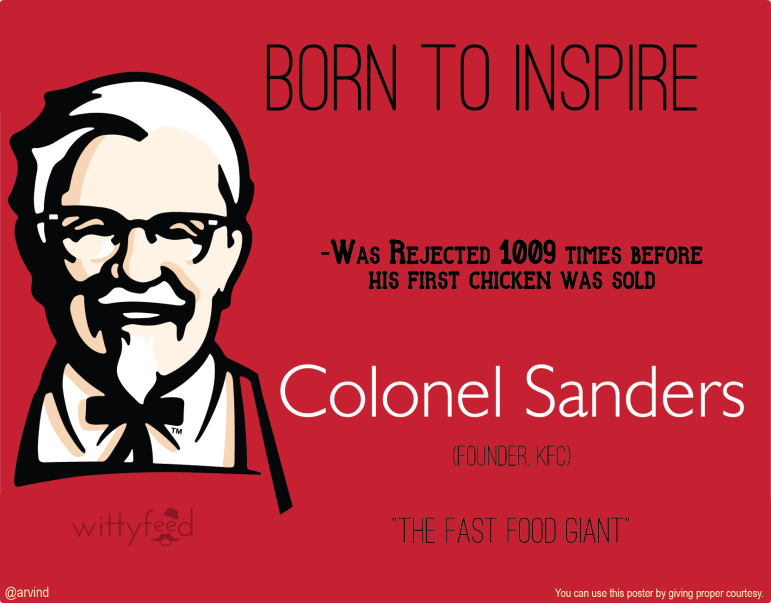 BORN TO INSPIRE
-Was Rejected 1009 times before
his first chicken was sold
Colonel Sanders
(FOUNDER, KFC)
"THE FAST FOOD GIANT"
TM
wittyfeed
@arvind
You can use this poster by giving proper courtesy.